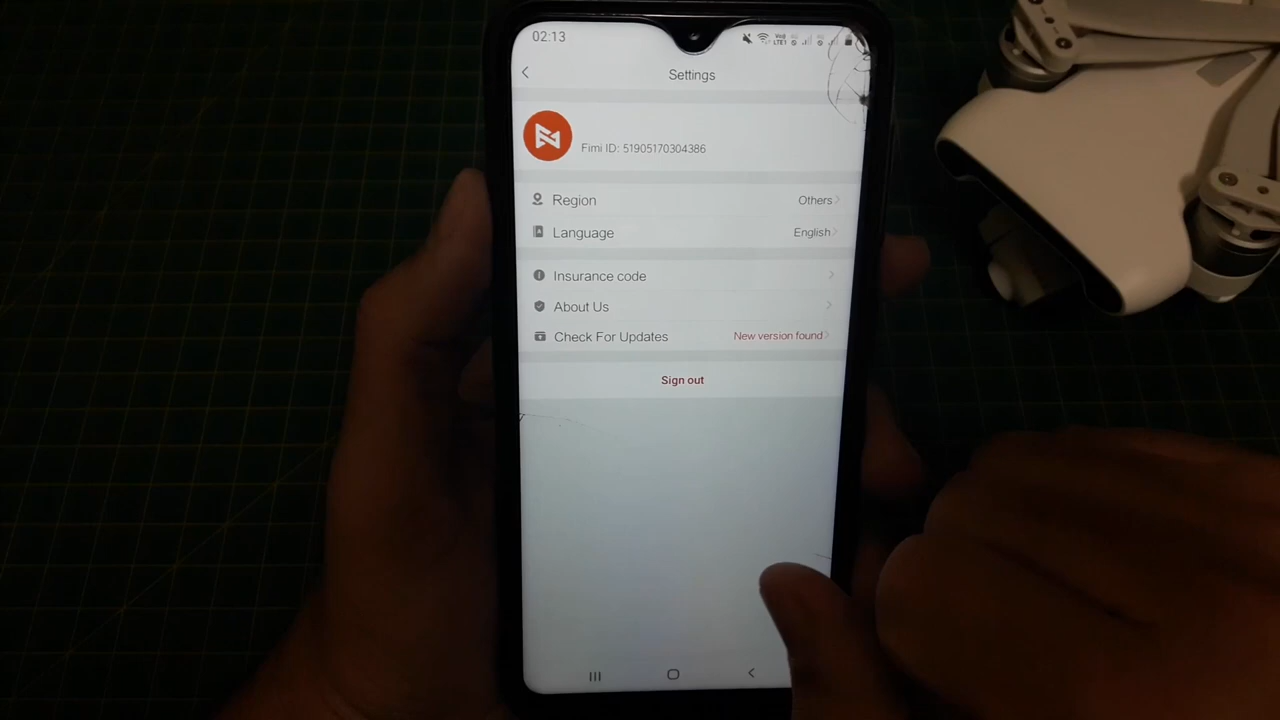 02:13
Settings
Fimi ID: 51905170304386
Region Others
Language English
Insurance code
About Us
Check For Updates New version found
Sign out